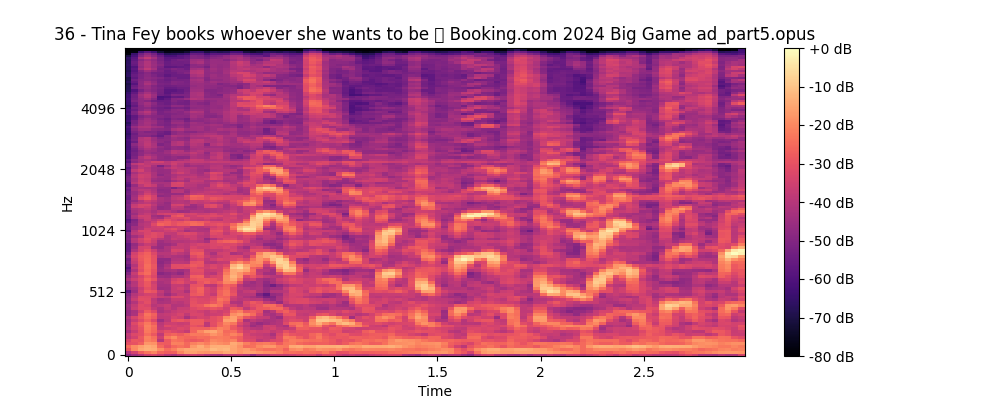 36 - Tina Fey books whoever she wants to be ▯ Booking.com 2024 Big Game ad_part5.opus
+0 dB
-10 dB
-20 dB
-30 dB
-40 dB
-50 dB
-60 dB
-70 dB
-80 dB
4096
2048
1024
512
0
Hz
0
0.5
1
1.5
2
2.5
Time